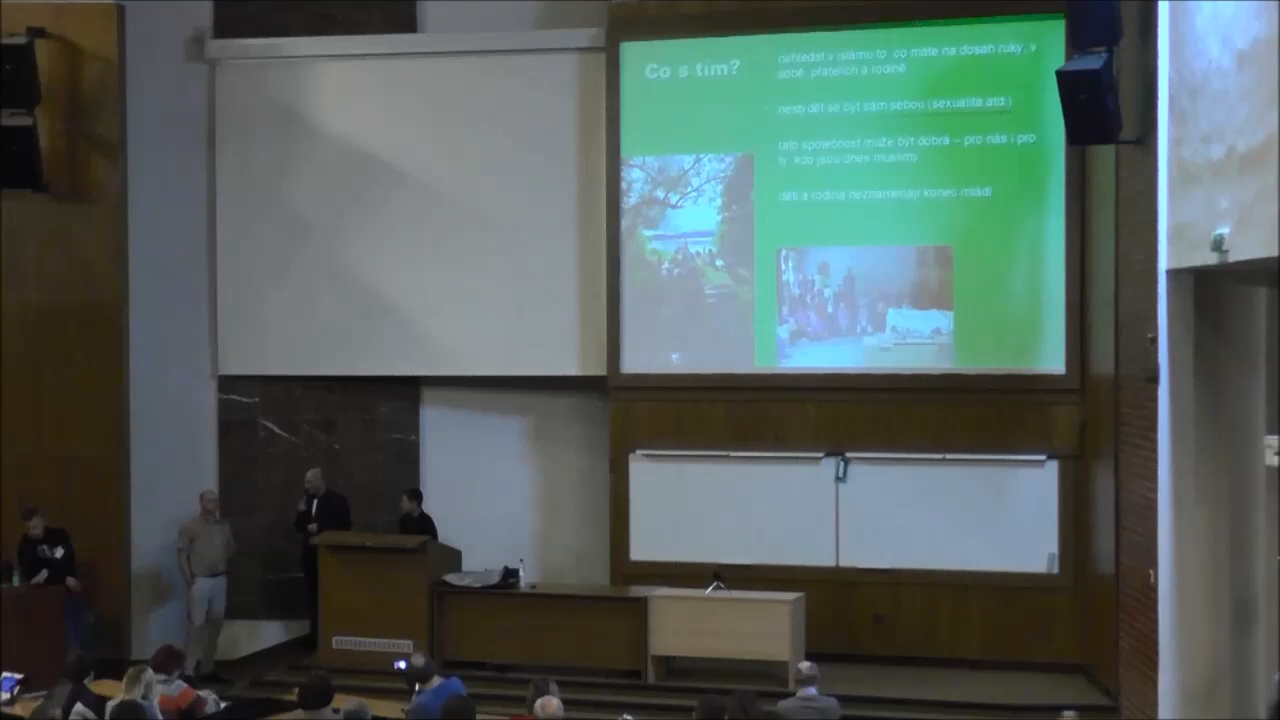 Co s tím?
nehledat v islámu to co máte na dosah ruky, v
sobě, přátelích a rodině
nestydět se být sám sebou (sexualita atd.)
tato společnost může být dobrá – pro nás i pro
ty, kdo jsou dnes muslimy
děti a rodina neznamenají konec mládí